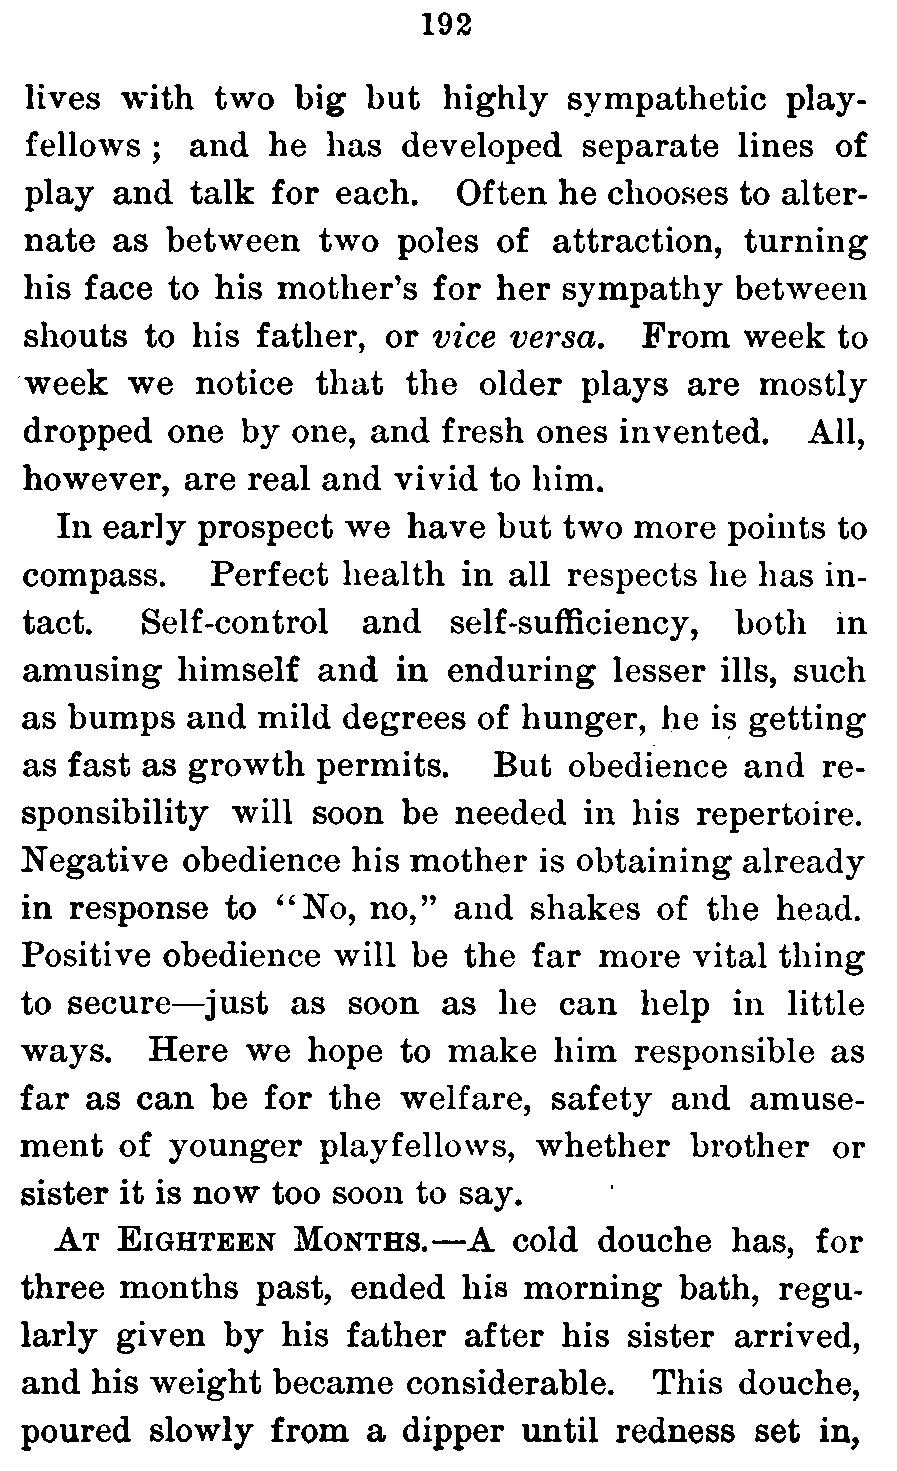 192
lives with two big but highly sympathetic play-
fellows ; and he has developed separate lines of
play and talk for each. Often he chooses to alter-
nate as between two poles of attraction, turning
his face to his mother's for her sympathy between
shouts to his father, or vice versa. From week to
week we notice that the older plays are mostly
dropped one by one, and fresh ones invented. All,
however, are real and vivid to him.
In early prospect we have but two more points to
compass. Perfect health in all respects he has in-
tact. Self-control and self-sufficiency, both in
amusing himself and in enduring lesser ills, such
as bumps and mild degrees of hunger, he is getting
as fast as growth permits. But obedience and re-
sponsibility will soon be needed in his repertoire.
Negative obedience his mother is obtaining already
in response to "No, no," and shakes of the head.
Positive obedience will be the far more vital thing
to secure—just as soon as he can help in little
ways. Here we hope to make him responsible as
far as can be for the welfare, safety and amuse-
ment of younger playfellows, whether brother or
sister it is now too soon to say.
AT EIGHTEEN MONTHS.—A cold douche has, for
three months past, ended his morning bath, regu-
larly given by his father after his sister arrived,
and his weight became considerable. This douche,
poured slowly from a dipper until redness set in,